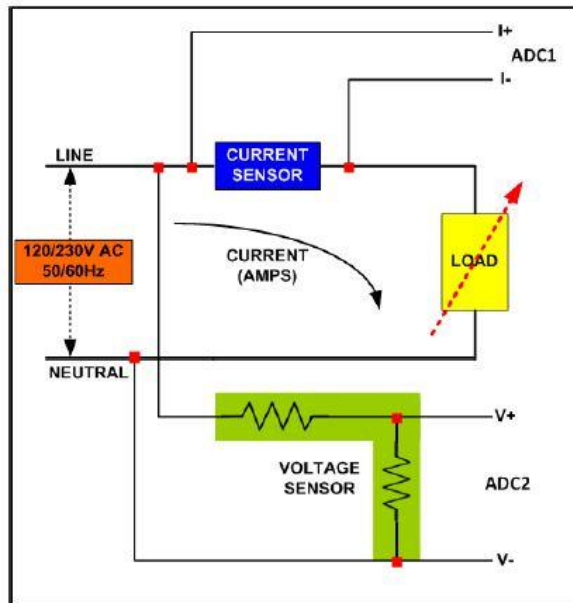 I+
ADC1
I-
LINE
CURRENT
SENSOR
120/230V AC
50/60Hz
CURRENT
(AMPS)
LOAD
NEUTRAL
V+
VOLTAGE
SENSOR
ADC2
V-